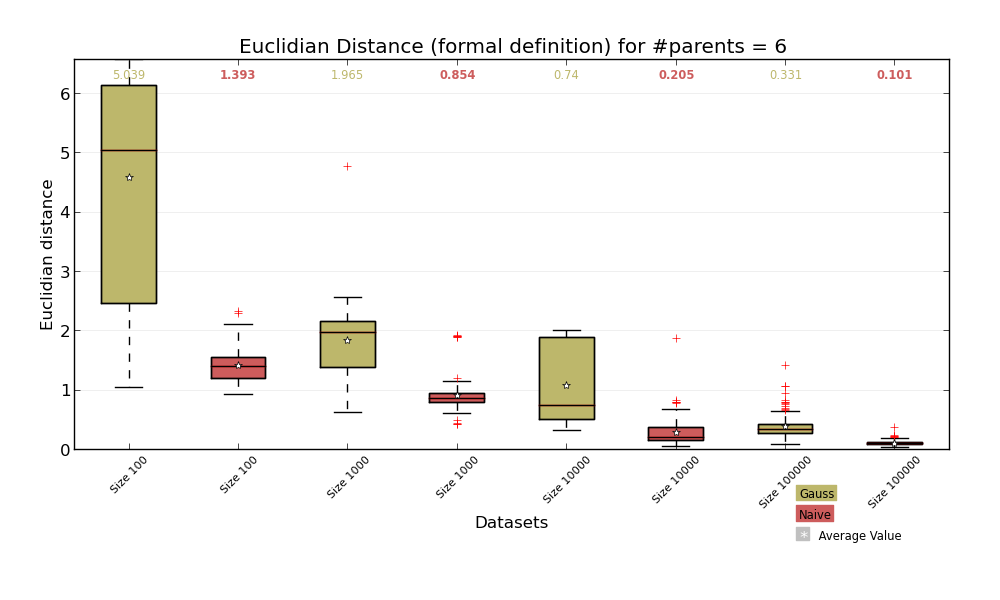 Euclidian Distance (formal definition) for #parents = 6
5.039 1.393 1.965 0.854 0.74 0.205 0.331 0.101
6
5
4
3
2
1
0
Euclidian distance
Size 100 Size 100 Size 1000 Size 1000 Size 10000 Size 10000 Size 100000 Size 100000
Datasets
Gauss
Naive
* Average Value